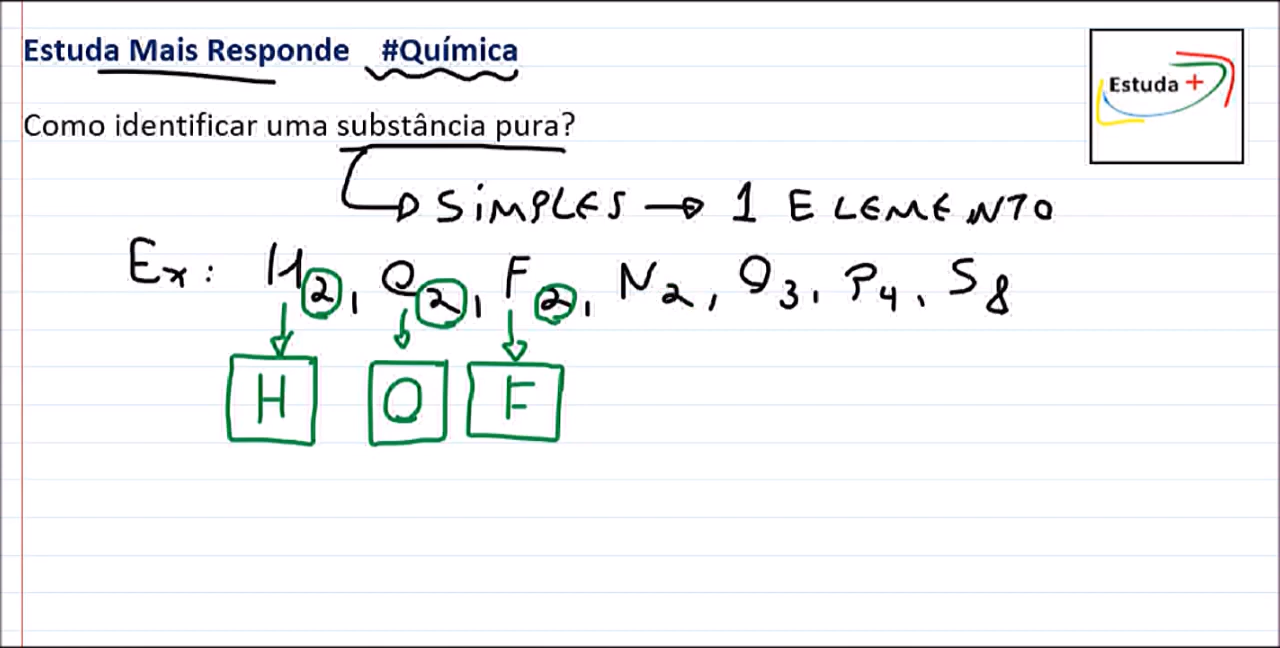 Estuda Mais Responde #Química
Estuda +
Como identificar uma substância pura?
SiMPLES → 1 ELEMENTO
Ex: H2, O2, F2, N2, O3, P4, S8
H O F